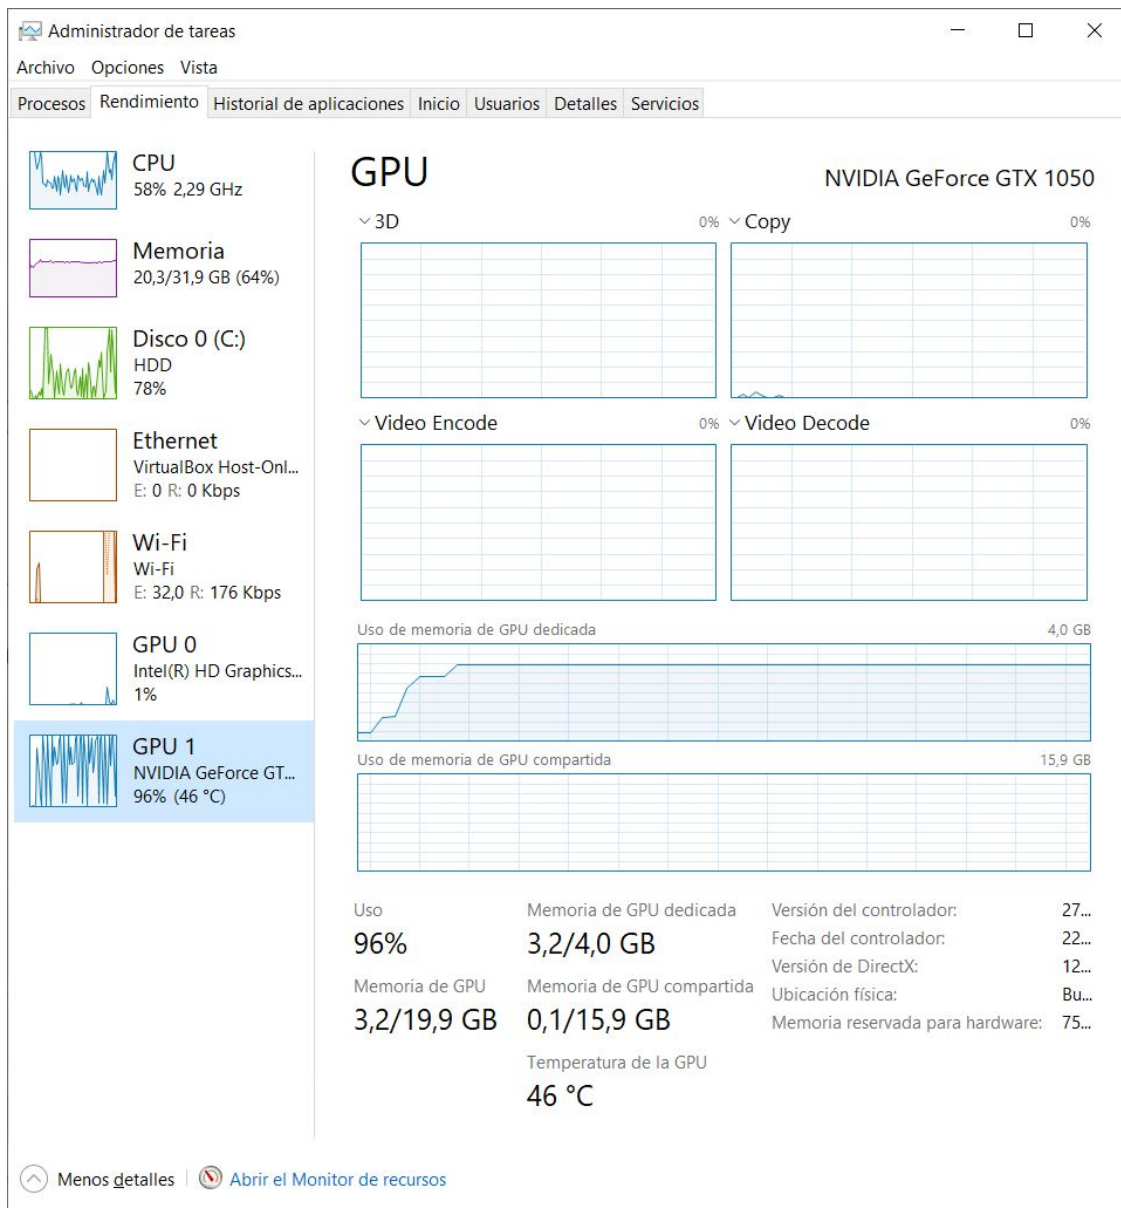 Administrador de tareas
Archivo Opciones Vista
Procesos Rendimiento Historial de aplicaciones Inicio Usuarios Detalles Servicios
CPU
58% 2,29 GHz
Memoria
20,3/31,9 GB (64%)
Disco 0 (C:)
HDD
78%
Ethernet
VirtualBox Host-Onl...
E: 0 R: 0 Kbps
Wi-Fi
Wi-Fi
E: 32,0 R: 176 Kbps
GPU 0
Intel(R) HD Graphics...
1%
GPU 1
NVIDIA GeForce GT...
96% (46 °C)
GPU NVIDIA GeForce GTX 1050
3D 0% Copy 0%
Video Encode 0% Video Decode 0%
Uso de memoria de GPU dedicada 4,0 GB
Uso de memoria de GPU compartida 15,9 GB
Uso
96%
Memoria de GPU
3,2/19,9 GB
Memoria de GPU dedicada
3,2/4,0 GB
Memoria de GPU compartida
0,1/15,9 GB
Temperatura de la GPU
46 °C
Versión del controlador: 27...
Fecha del controlador: 22...
Versión de DirectX: 12...
Ubicación física: Bu...
Memoria reservada para hardware: 75...
Menos detalles Abrir el Monitor de recursos